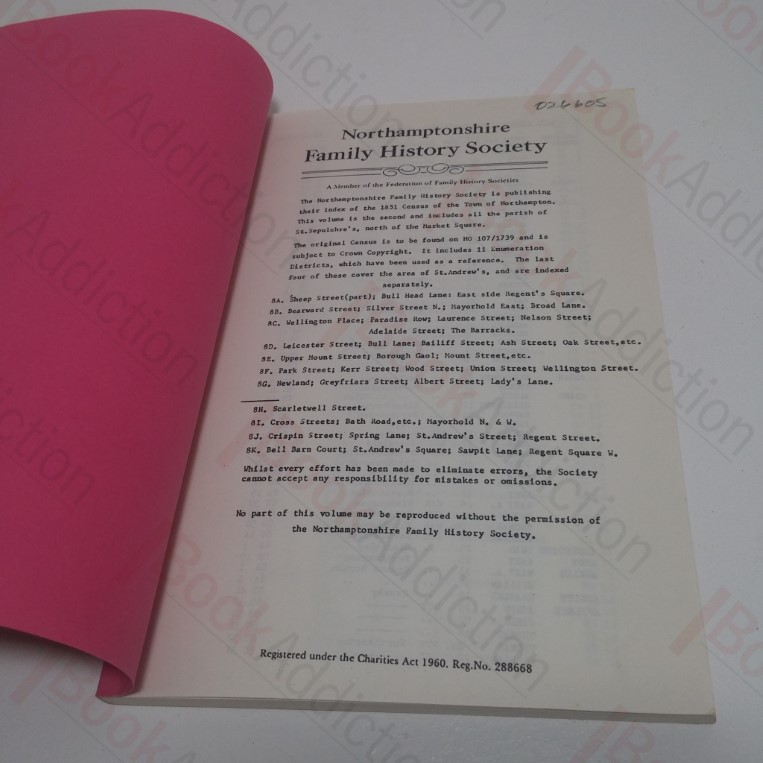 024605
Northamptonshire
Family History Society
A Member of the Federation of Family History Societies
The Northamptonshire Family History Society is publishing
their index of the 1851 Census of the Town of Northampton.
This volume is the second and includes all the parish of
St.Sepulchre's, north of the Market Square.
The original Census is to be found on HO 107/1739 and is
subject to Crown Copyright. It includes 11 Enumeration
Districts, which have been used as a reference. The last
four of these cover the area of St.Andrew's, and are indexed
separately.
8A. Sheep Street(part); Bull Head Lane: East side Regent's Square.
8B. Bearward Street; Silver Street N.; Mayorhold East; Broad Lane.
8C. Wellington Place; Paradise Row; Laurence Street; Nelson Street;
Adelaide Street; The Barracks.
8D. Leicester Street; Bull Lane; Bailiff Street; Ash Street; Oak Street,etc.
8E. Upper Mount Street; Borough Gaol; Mount Street,etc.
8F. Park Street; Kerr Street; Wood Street; Union Street; Wellington Street.
8G. Newland; Greyfriars Street; Albert Street; Lady's Lane.
8H. Scarletwell Street.
8I. Cross Streets; Bath Road,etc.; Mayorhold N. & W.
8J. Crispin Street; Spring Lane; St.Andrew's Street; Regent Street.
8K. Bell Barn Court; St.Andrew's Square; Sawpit Lane; Regent Square W.
Whilst every effort has been made to eliminate errors, the Society
cannot accept any responsibility for mistakes or omissions.
No part of this volume may be reproduced without the permission of
the Northamptonshire Family History Society.
Registered under the Charities Act 1960. Reg.No. 288668
Book Addiction